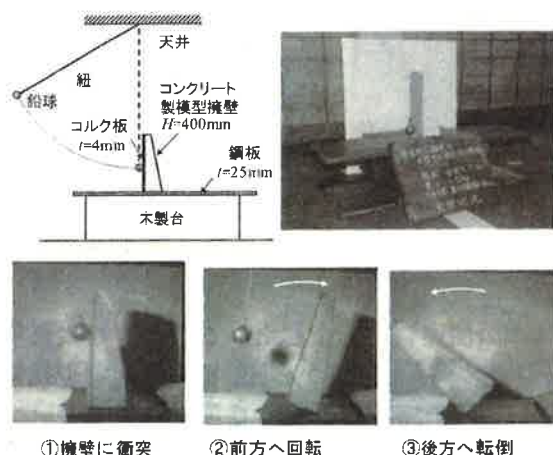 天井
紐
鉛球
コンクリート
製模型擁壁
H=400mm
コルク板
t=4mm
鋼板
t=25mm
木製台
①擁壁に衝突
②前方へ回転
③後方へ転倒